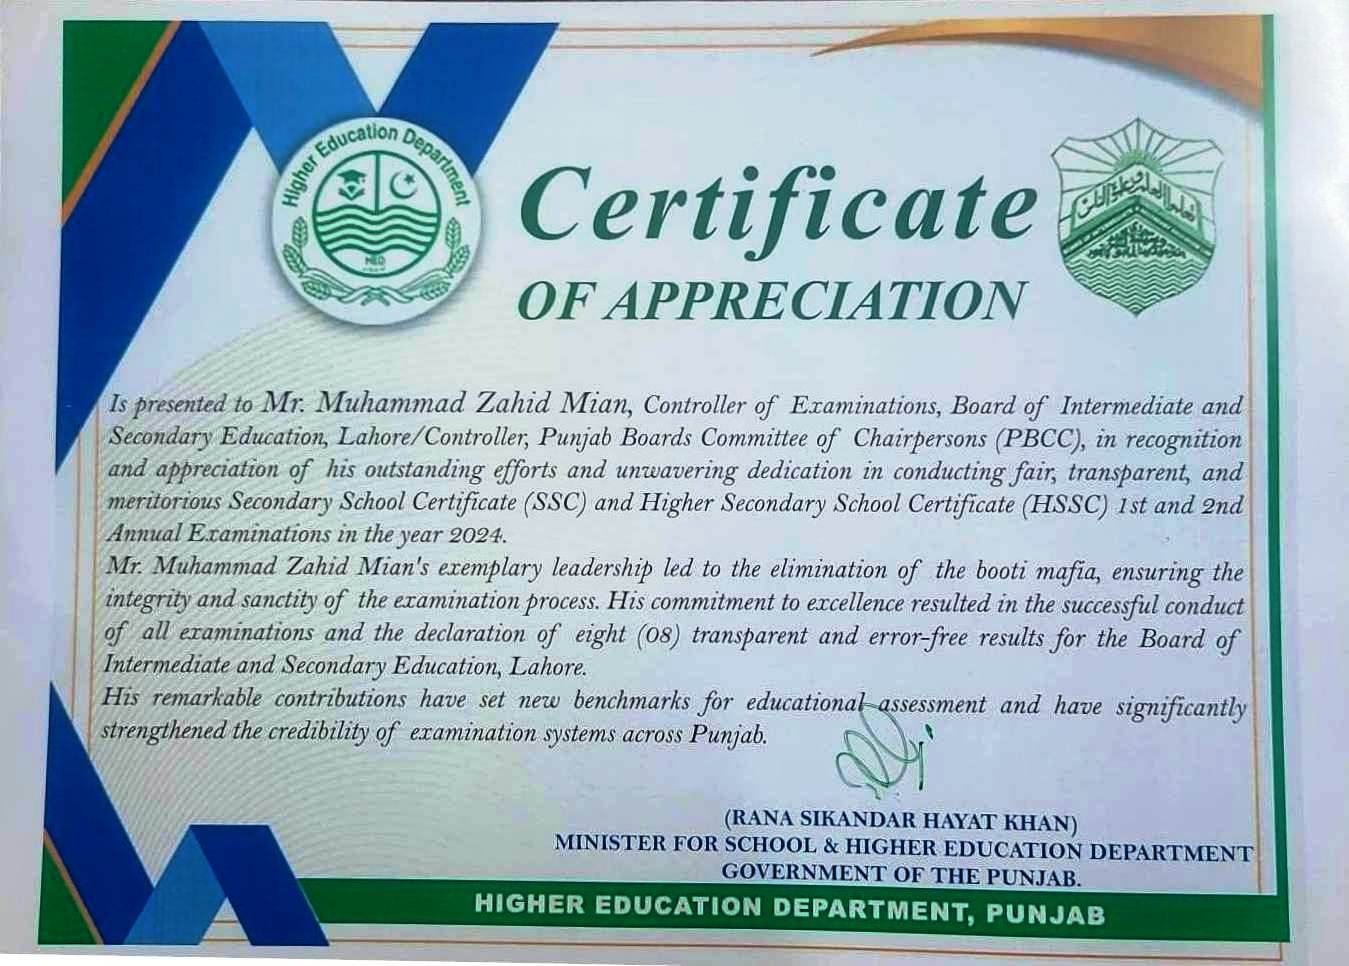 Higher Education Department
HED
Certificate
OF APPRECIATION
Is presented to Mr. Muhammad Zahid Mian, Controller of Examinations, Board of Intermediate and
Secondary Education, Lahore/Controller, Punjab Boards Committee of Chairpersons (PBCC), in recognition
and appreciation of his outstanding efforts and unwavering dedication in conducting fair, transparent, and
meritorious Secondary School Certificate (SSC) and Higher Secondary School Certificate (HSSC) 1st and 2nd
Annual Examinations in the year 2024.
Mr. Muhammad Zahid Mian's exemplary leadership led to the elimination of the booti mafia, ensuring the
integrity and sanctity of the examination process. His commitment to excellence resulted in the successful conduct
of all examinations and the declaration of eight (08) transparent and error-free results for the Board of
Intermediate and Secondary Education, Lahore.
His remarkable contributions have set new benchmarks for educational assessment and have significantly
strengthened the credibility of examination systems across Punjab.
(RANA SIKANDAR HAYAT KHAN)
MINISTER FOR SCHOOL & HIGHER EDUCATION DEPARTMENT
GOVERNMENT OF THE PUNJAB.
HIGHER EDUCATION DEPARTMENT, PUNJAB